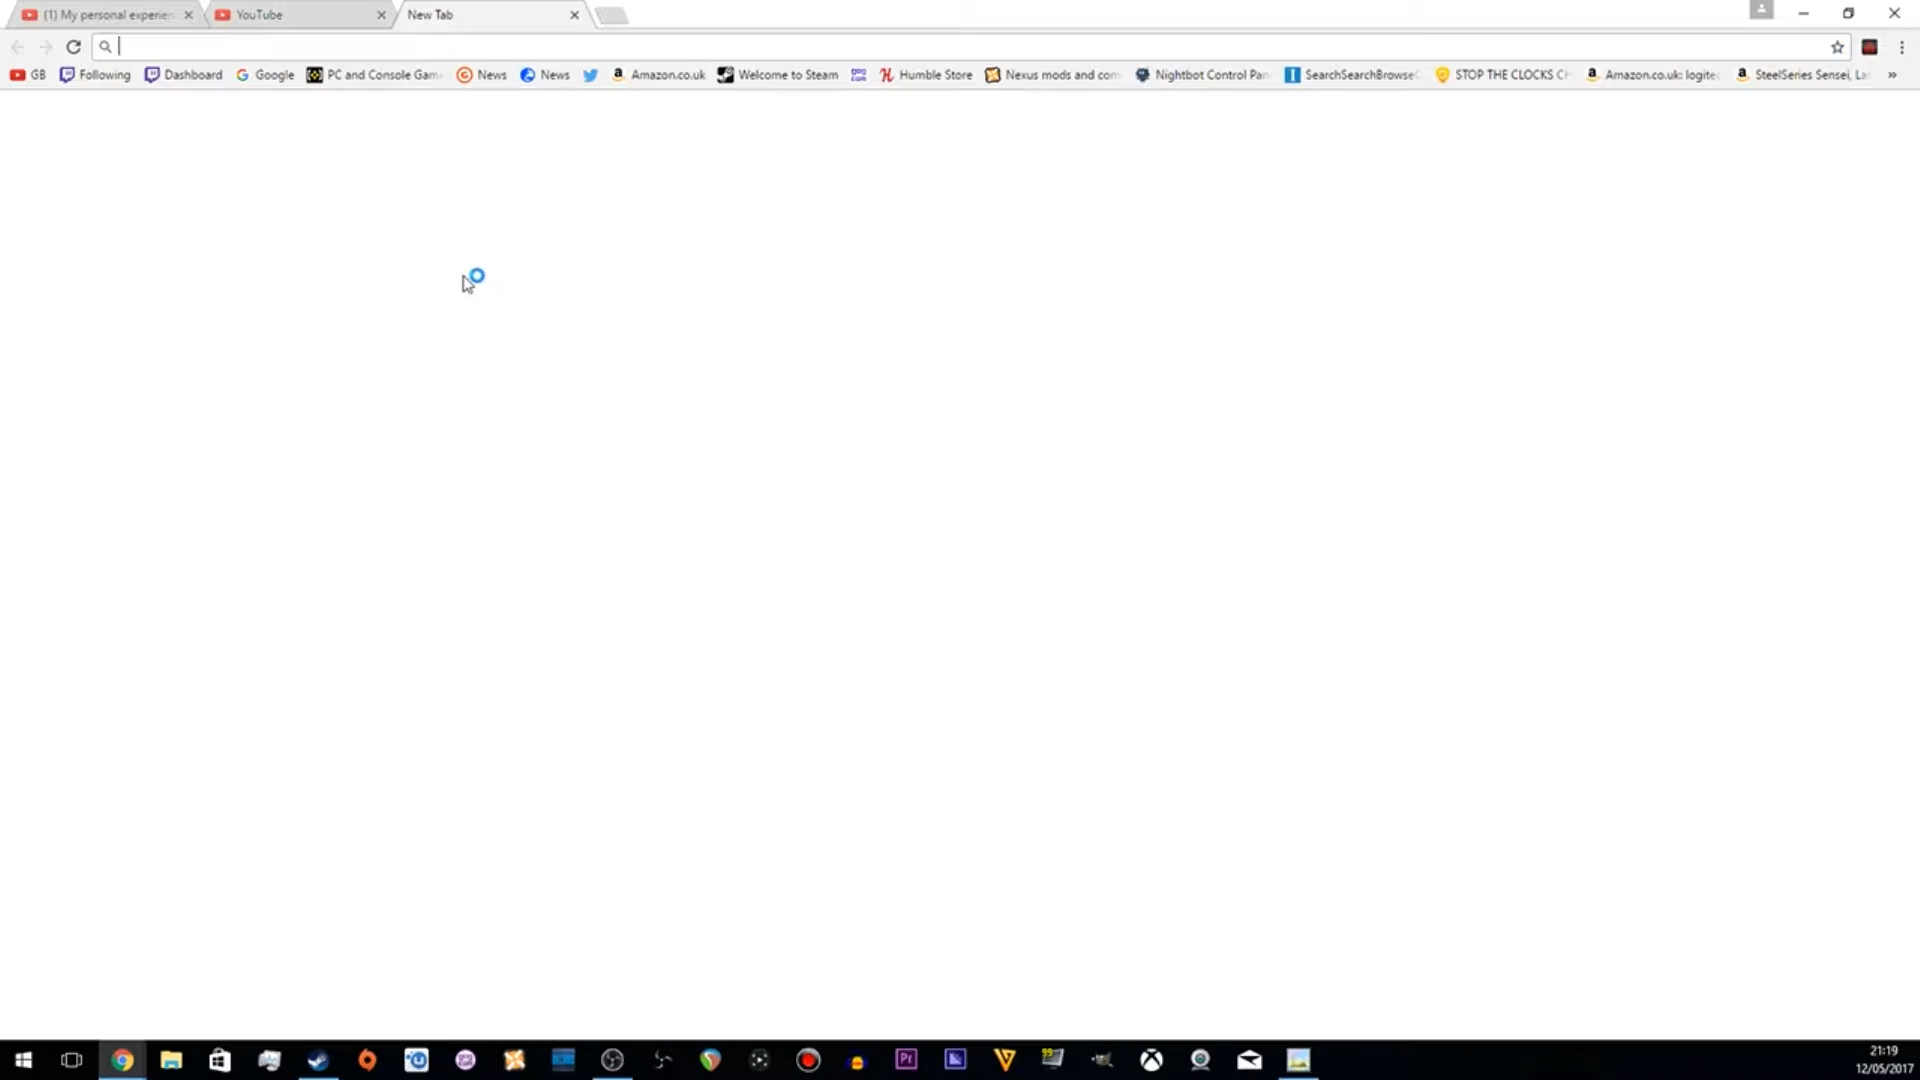 (1) My personal experien
YouTube
New Tab
GB
Following
Dashboard
Google
PC and Console Gam
News
News
Amazon.co.uk
Welcome to Steam
Humble Store
Nexus mods and com
Nightbot Control Pan
SearchSearchBrowse
STOP THE CLOCKS C
Amazon.co.uk: logite
SteelSeries Sensei, La
»
21:19
12/05/2017